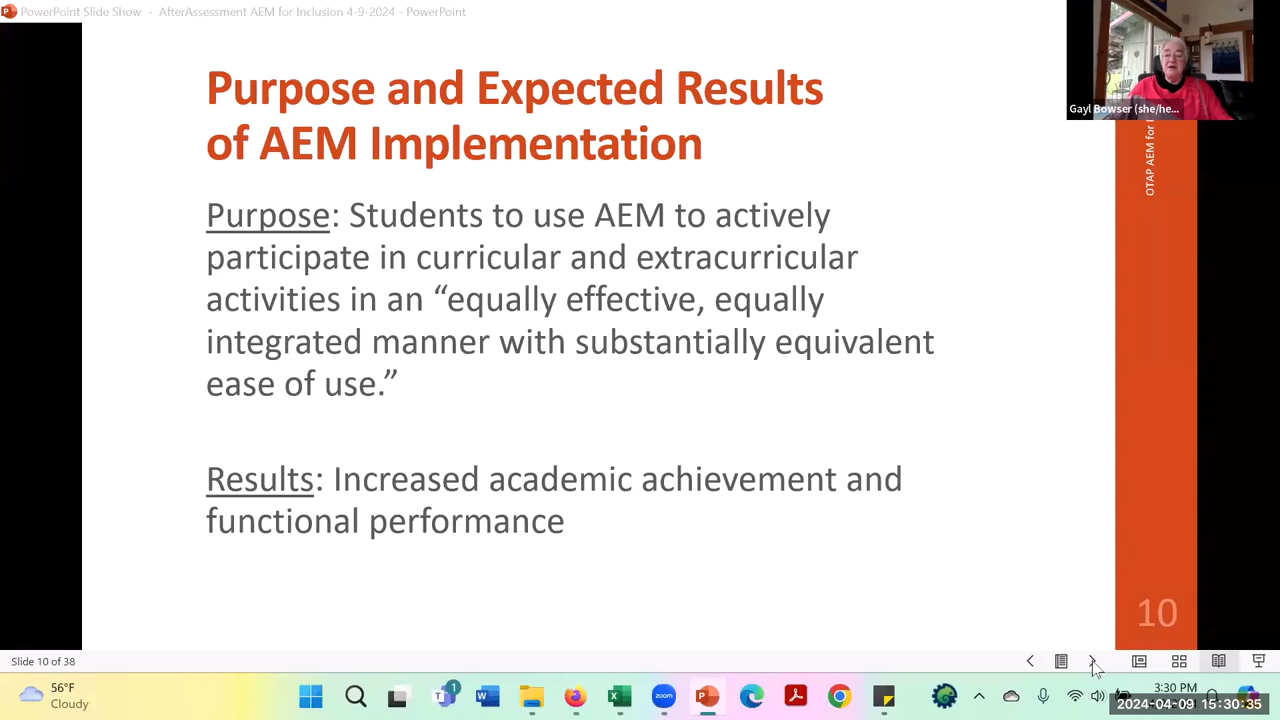 PowerPoint Slide Show - AfterAssessment AEM for Inclusion 4-9-2024 - PowerPoint
Gayl Bowser (she/he...
Purpose and Expected Results
of AEM Implementation
OTAP AEM for
Purpose: Students to use AEM to actively
participate in curricular and extracurricular
activities in an “equally effective, equally
integrated manner with substantially equivalent
ease of use.”
Results: Increased academic achievement and
functional performance
10
Slide 10 of 38
56°F
Cloudy
1
zoom
3:30 PM
2024-04-09 15:30:35